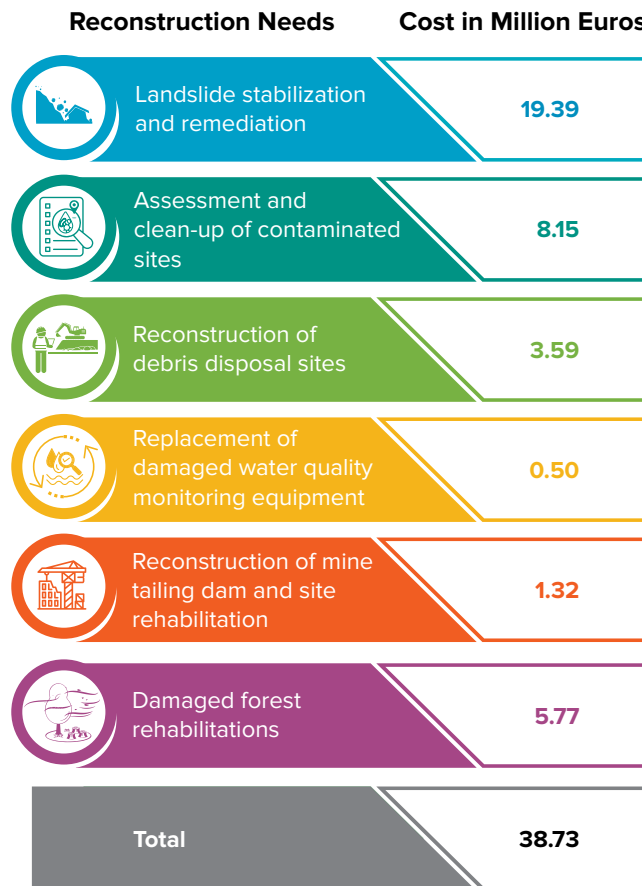 Reconstruction Needs Cost in Million Euros
Landslide stabilization
and remediation
19.39
Assessment and
clean-up of contaminated
sites
8.15
Reconstruction of
debris disposal sites
3.59
Replacement of
damaged water quality
monitoring equipment
0.50
Reconstruction of mine
tailing dam and site
rehabilitation
1.32
Damaged forest
rehabilitations
5.77
Total
38.73